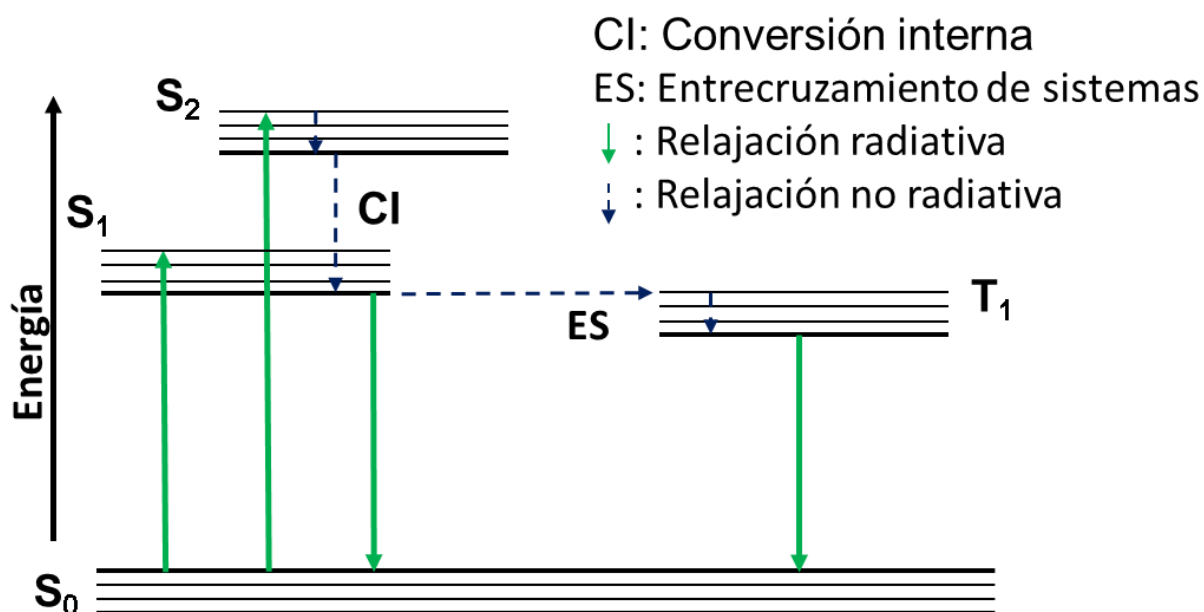 CI: Conversión interna
ES: Entrecruzamiento de sistemas
: Relajación radiativa
: Relajación no radiativa
S2
S1
CI
T1
ES
Energía
S0